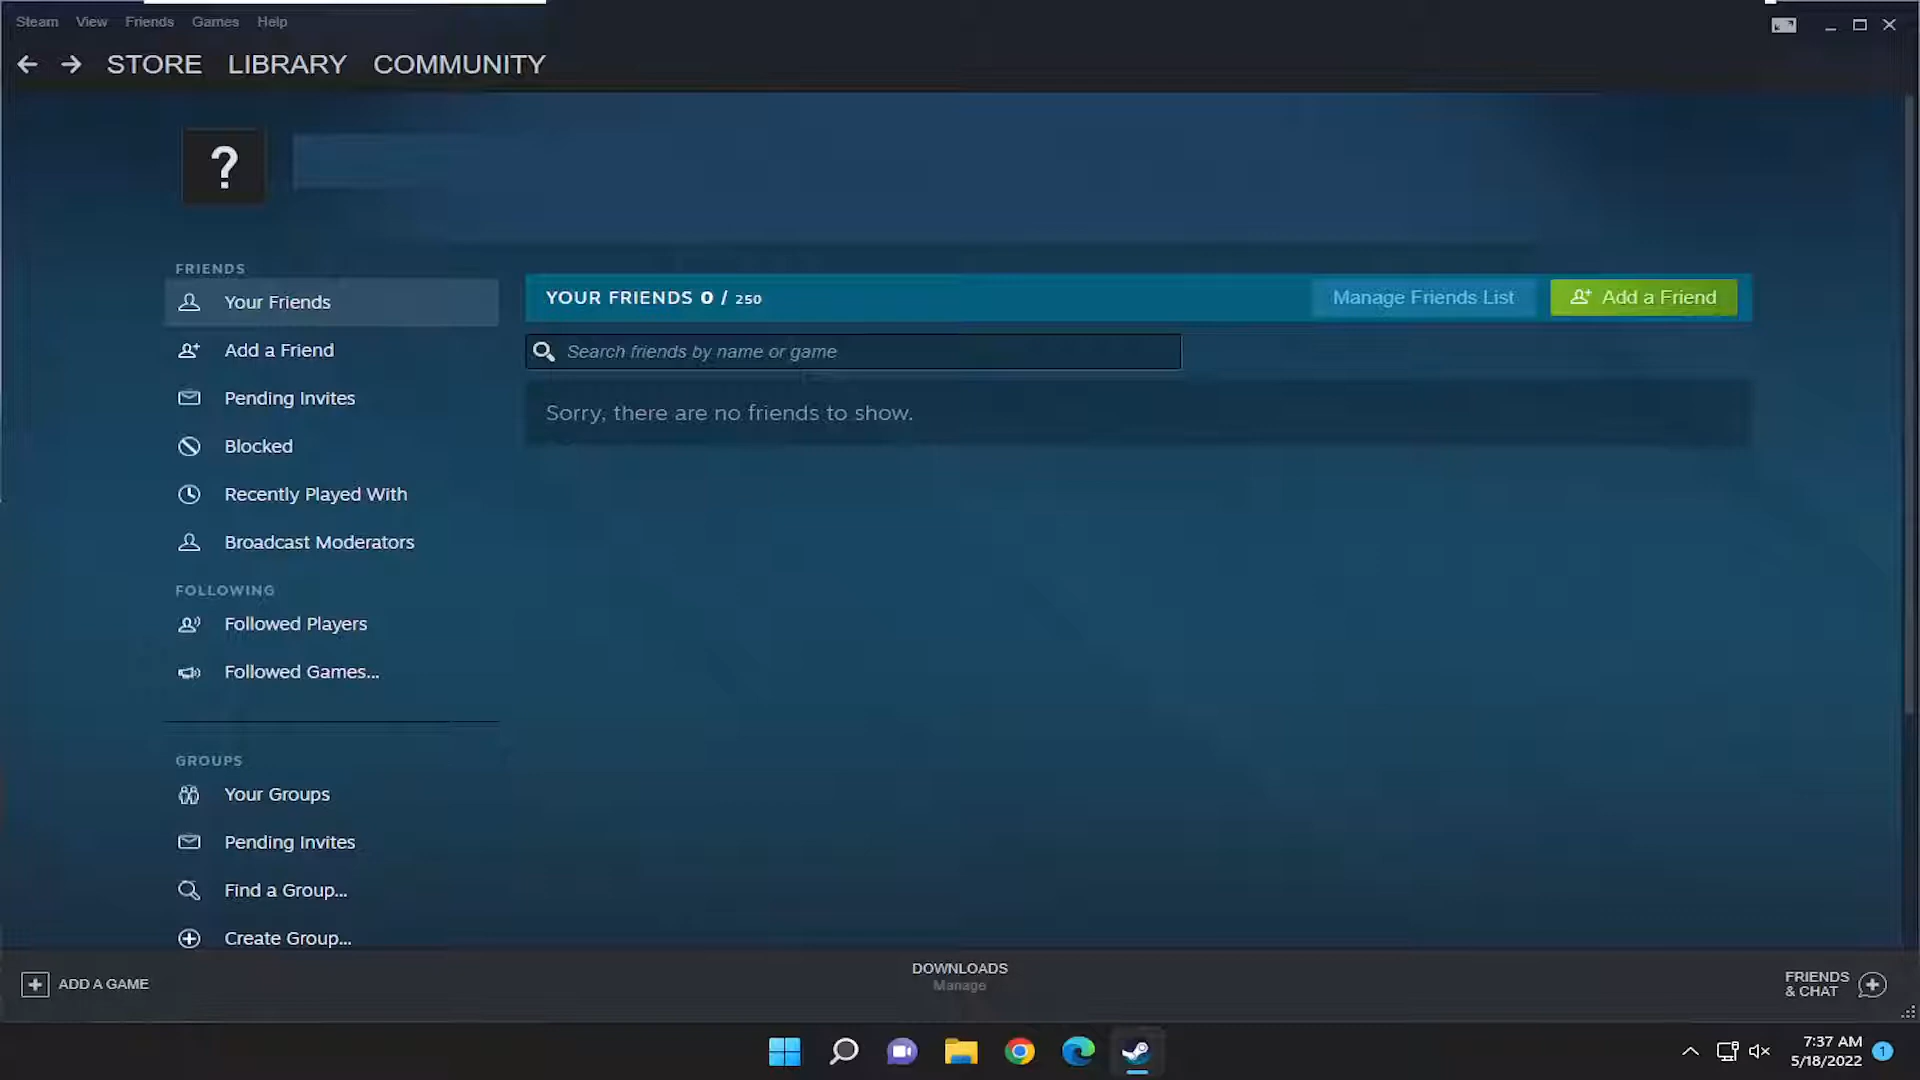 Steam View Friends Games Help
STORE LIBRARY COMMUNITY
?
FRIENDS
Your Friends
Add a Friend
Pending Invites
Blocked
Recently Played With
Broadcast Moderators
FOLLOWING
Followed Players
Followed Games...
GROUPS
Your Groups
Pending Invites
Find a Group...
Create Group...
YOUR FRIENDS 0 / 250
Manage Friends List
Add a Friend
Search friends by name or game
Sorry, there are no friends to show.
ADD A GAME
DOWNLOADS
Manage
FRIENDS
& CHAT
7:37 AM
5/18/2022
1